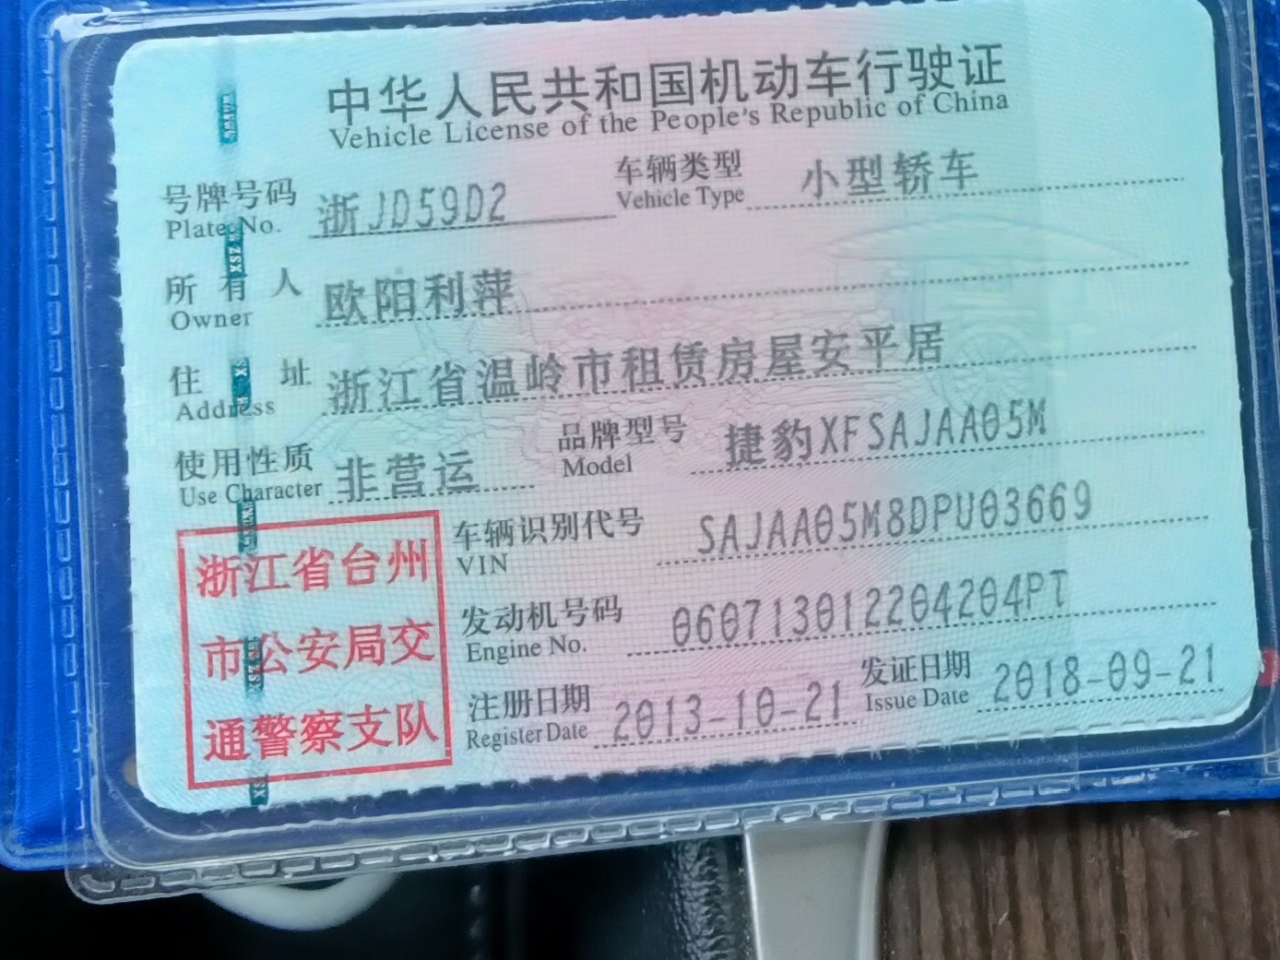 中华人民共和国机动车行驶证
Vehicle License of the People's Republic of China
号牌号码 浙JD59D2 车辆类型 小型轿车
Plate No. Vehicle Type
所有人 欧阳利萍
Owner
住址 浙江省温岭市租赁房屋安平居
Address
使用性质 非营运 品牌型号 捷豹XFSAJAA05M
Use Character Model
浙江省台州
市公安局交
通警察支队
车辆识别代号 SAJAA05M8DPU03669
VIN
发动机号码 060713012204204PT
Engine No.
注册日期 2013-10-21 发证日期 2018-09-21
Register Date Issue Date